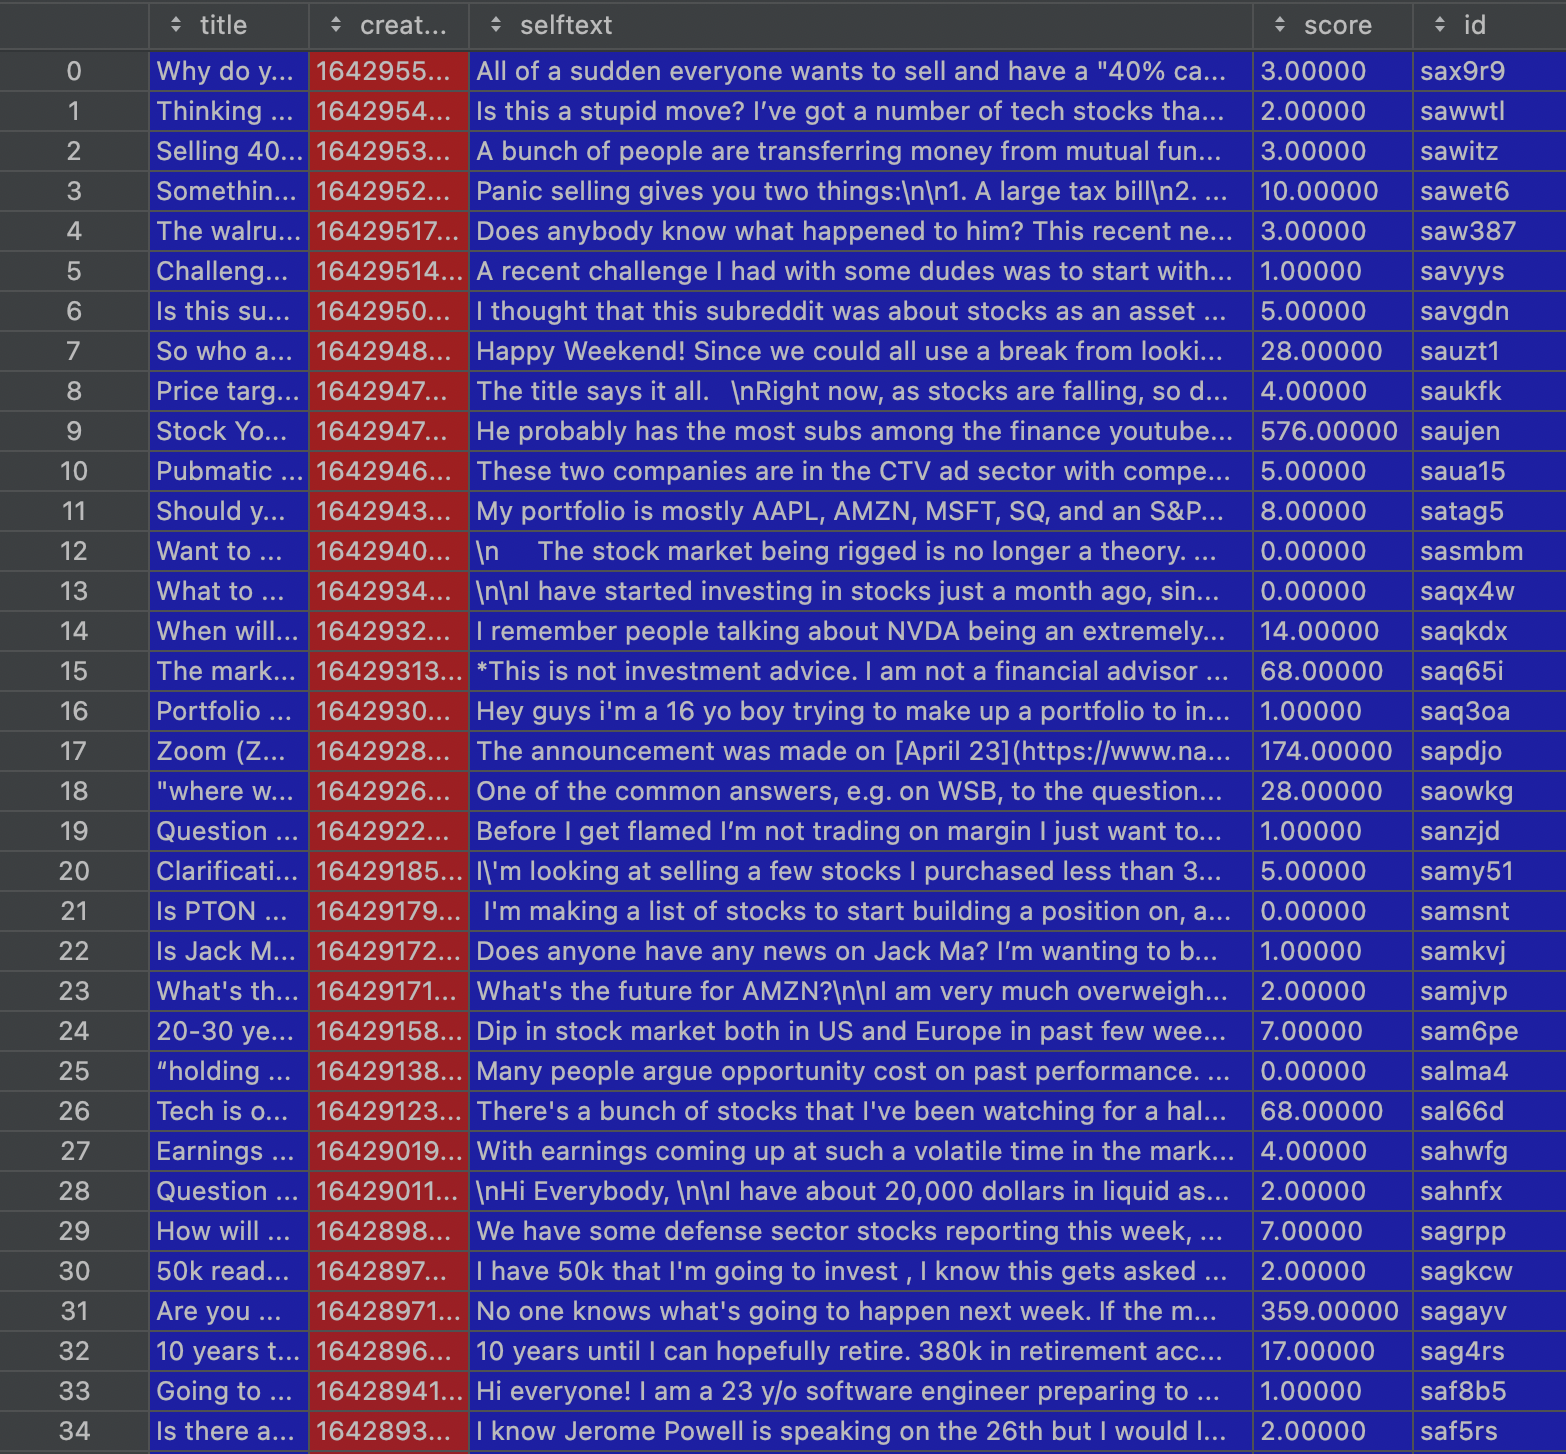 title creat... selftext score id
0 Why do y... 1642955... All of a sudden everyone wants to sell and have a "40% ca... 3.00000 sax9r9
1 Thinking ... 1642954... Is this a stupid move? I’ve got a number of tech stocks tha... 2.00000 sawwtl
2 Selling 40... 1642953... A bunch of people are transferring money from mutual fun... 3.00000 sawitz
3 Somethin... 1642952... Panic selling gives you two things:\n\n1. A large tax bill\n2. ... 10.00000 sawet6
4 The walru... 16429517... Does anybody know what happened to him? This recent ne... 3.00000 saw387
5 Challeng... 16429514... A recent challenge I had with some dudes was to start with... 1.00000 savyys
6 Is this su... 1642950... I thought that this subreddit was about stocks as an asset ... 5.00000 savgdn
7 So who a... 1642948... Happy Weekend! Since we could all use a break from looki... 28.00000 sauzt1
8 Price targ... 1642947... The title says it all.   \nRight now, as stocks are falling, so d... 4.00000 saukfk
9 Stock Yo... 1642947... He probably has the most subs among the finance youtube... 576.00000 saujen
10 Pubmatic ... 1642946... These two companies are in the CTV ad sector with compe... 5.00000 saua15
11 Should y... 1642943... My portfolio is mostly AAPL, AMZN, MSFT, SQ, and an S&P... 8.00000 satag5
12 Want to ... 1642940... \n     The stock market being rigged is no longer a theory. ... 0.00000 sasmbm
13 What to ... 1642934... \n\nI have started investing in stocks just a month ago, sin... 0.00000 saqx4w
14 When will... 1642932... I remember people talking about NVDA being an extremely... 14.00000 saqkdx
15 The mark... 16429313... *This is not investment advice. I am not a financial advisor ... 68.00000 saq65i
16 Portfolio ... 1642930... Hey guys i'm a 16 yo boy trying to make up a portfolio to in... 1.00000 saq3oa
17 Zoom (Z... 1642928... The announcement was made on [April 23](https://www.na... 174.00000 sapdjo
18 "where w... 1642926... One of the common answers, e.g. on WSB, to the question... 28.00000 saowkg
19 Question ... 1642922... Before I get flamed I’m not trading on margin I just want to... 1.00000 sanzjd
20 Clarificati... 16429185... I\'m looking at selling a few stocks I purchased less than 3... 5.00000 samy51
21 Is PTON ... 16429179... I'm making a list of stocks to start building a position on, a... 0.00000 samsnt
22 Is Jack M... 16429172... Does anyone have any news on Jack Ma? I’m wanting to b... 1.00000 samkvj
23 What's th... 16429171... What's the future for AMZN?\n\nI am very much overweigh... 2.00000 samjvp
24 20-30 ye... 16429158... Dip in stock market both in US and Europe in past few wee... 7.00000 sam6pe
25 “holding ... 16429138... Many people argue opportunity cost on past performance. ... 0.00000 salma4
26 Tech is o... 16429123... There's a bunch of stocks that I've been watching for a hal... 68.00000 sal66d
27 Earnings ... 16429019... With earnings coming up at such a volatile time in the mark... 4.00000 sahwfg
28 Question ... 16429011... \nHi Everybody, \n\nI have about 20,000 dollars in liquid as... 2.00000 sahnfx
29 How will ... 1642898... We have some defense sector stocks reporting this week, ... 7.00000 sagrpp
30 50k read... 1642897... I have 50k that I'm going to invest , I know this gets asked ... 2.00000 sagkcw
31 Are you ... 16428971... No one knows what's going to happen next week. If the m... 359.00000 sagayv
32 10 years t... 1642896... 10 years until I can hopefully retire. 380k in retirement acc... 17.00000 sag4rs
33 Going to ... 16428941... Hi everyone! I am a 23 y/o software engineer preparing to ... 1.00000 saf8b5
34 Is there a... 1642893... I know Jerome Powell is speaking on the 26th but I would l... 2.00000 saf5rs